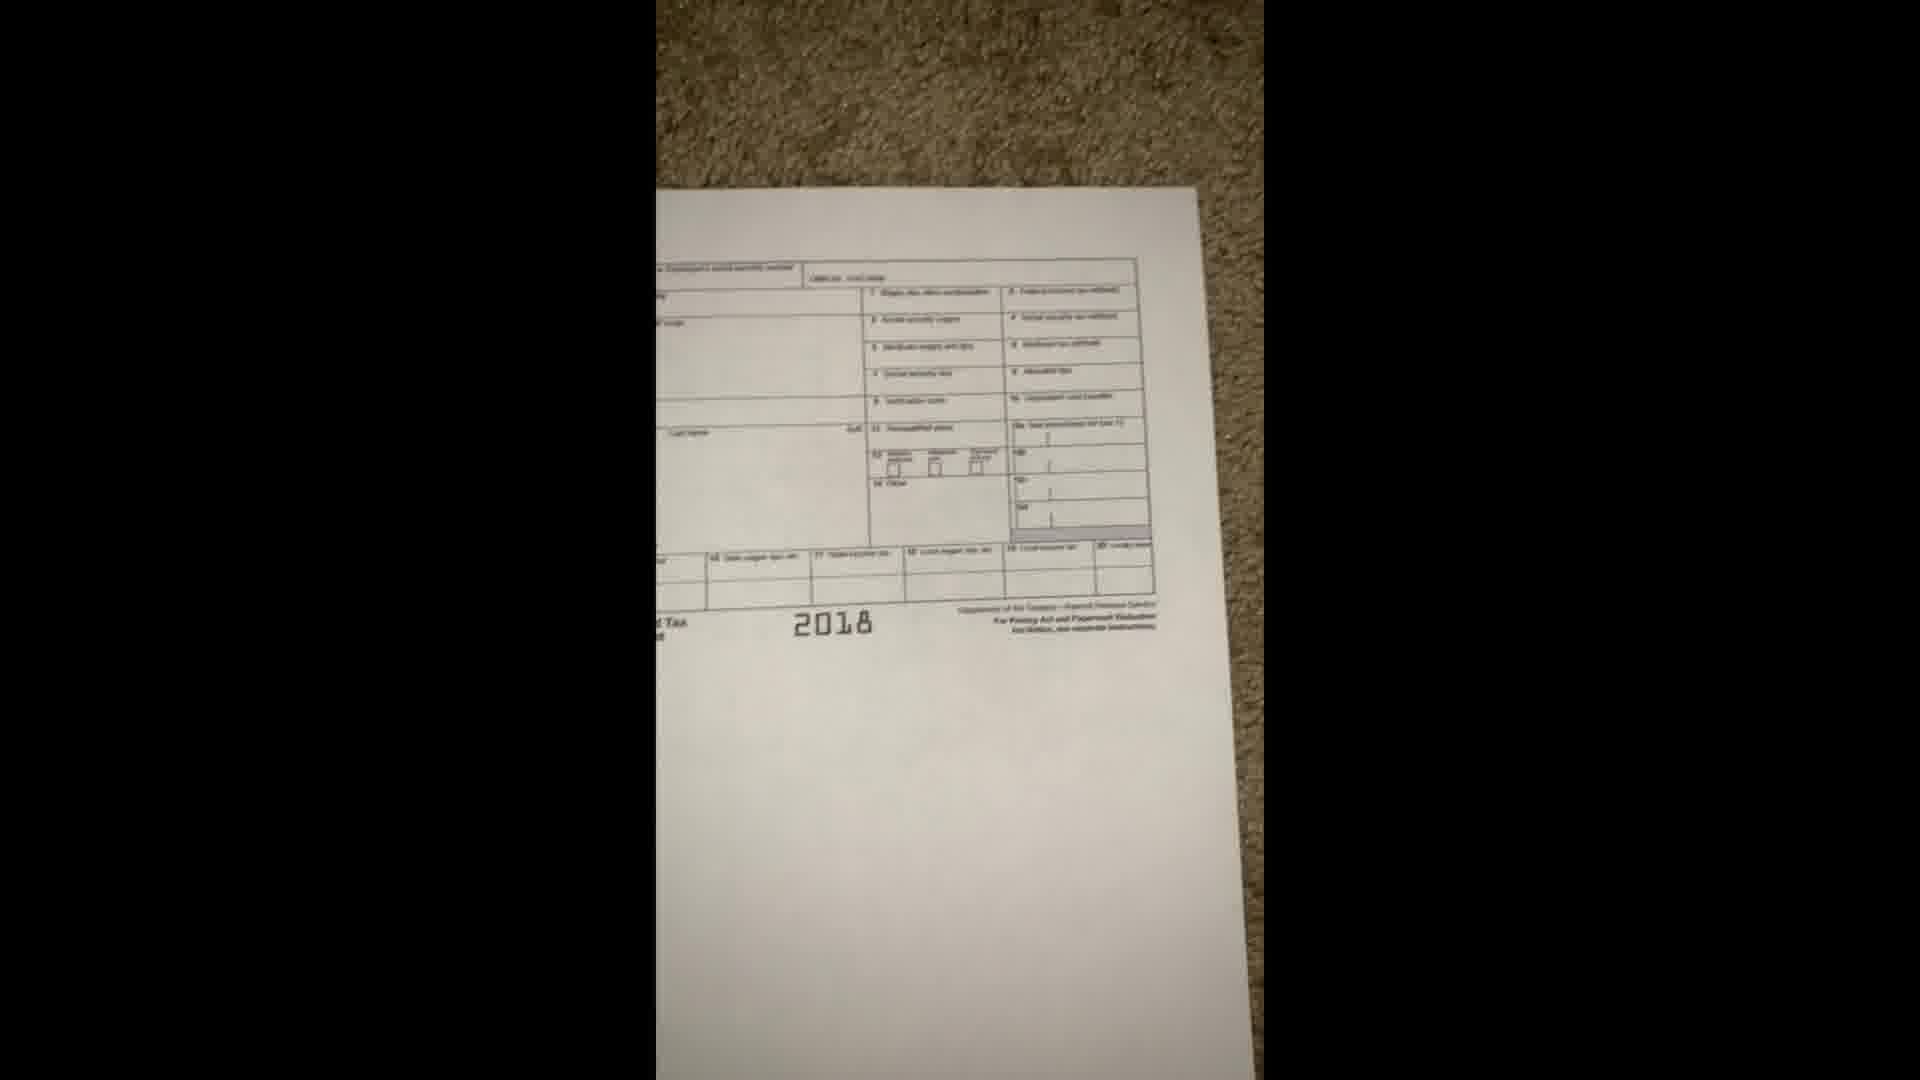 Employee's social security number
OMB No.
1 Wages, tips, other compensation
2 Federal income tax withheld
3 Social security wages
4 Social security tax withheld
5 Medicare wages and tips
6 Medicare tax withheld
7 Social security tips
8 Allocated tips
9 Verification code
10 Dependent care benefits
Last name
Suff.
11 Nonqualified plans
12a See instructions for box 12
13
12b
12c
14 Other
12d
16 State wages, tips, etc.
17 State income tax
18 Local wages, tips, etc.
19 Local income tax
20 Locality name
d Tax
2018
Department of the Treasury—Internal Revenue Service
For Privacy Act and Paperwork Reduction
Act Notice, see separate instructions.